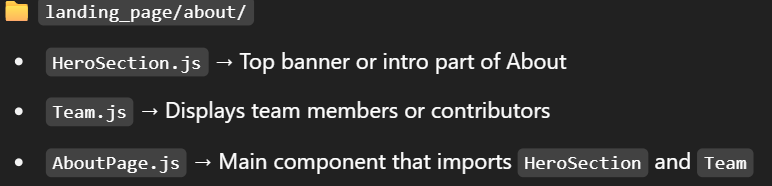 landing_page/about/
HeroSection.js → Top banner or intro part of About
Team.js → Displays team members or contributors
AboutPage.js → Main component that imports HeroSection and Team